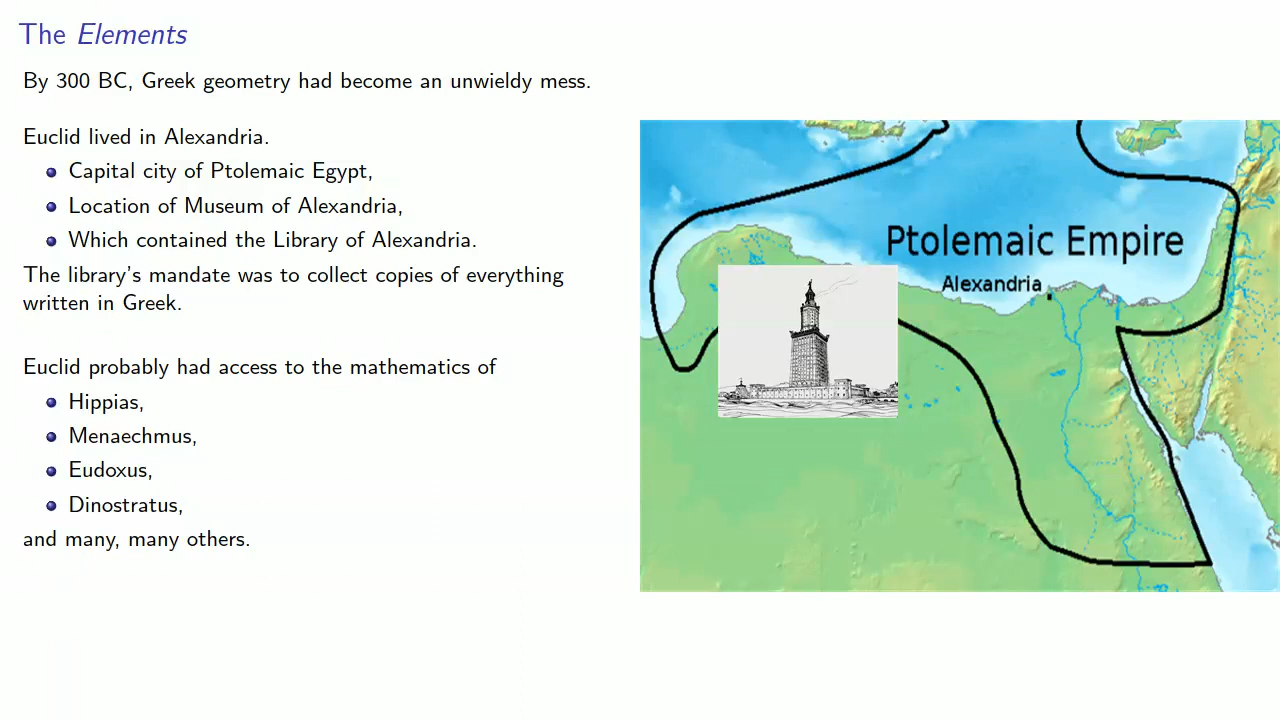 The Elements
By 300 BC, Greek geometry had become an unwieldy mess.
Euclid lived in Alexandria.
Capital city of Ptolemaic Egypt,
Location of Museum of Alexandria,
Which contained the Library of Alexandria.
The library's mandate was to collect copies of everything
written in Greek.
Euclid probably had access to the mathematics of
Hippias,
Menaechmus,
Eudoxus,
Dinostratus,
and many, many others.
Ptolemaic Empire
Alexandria